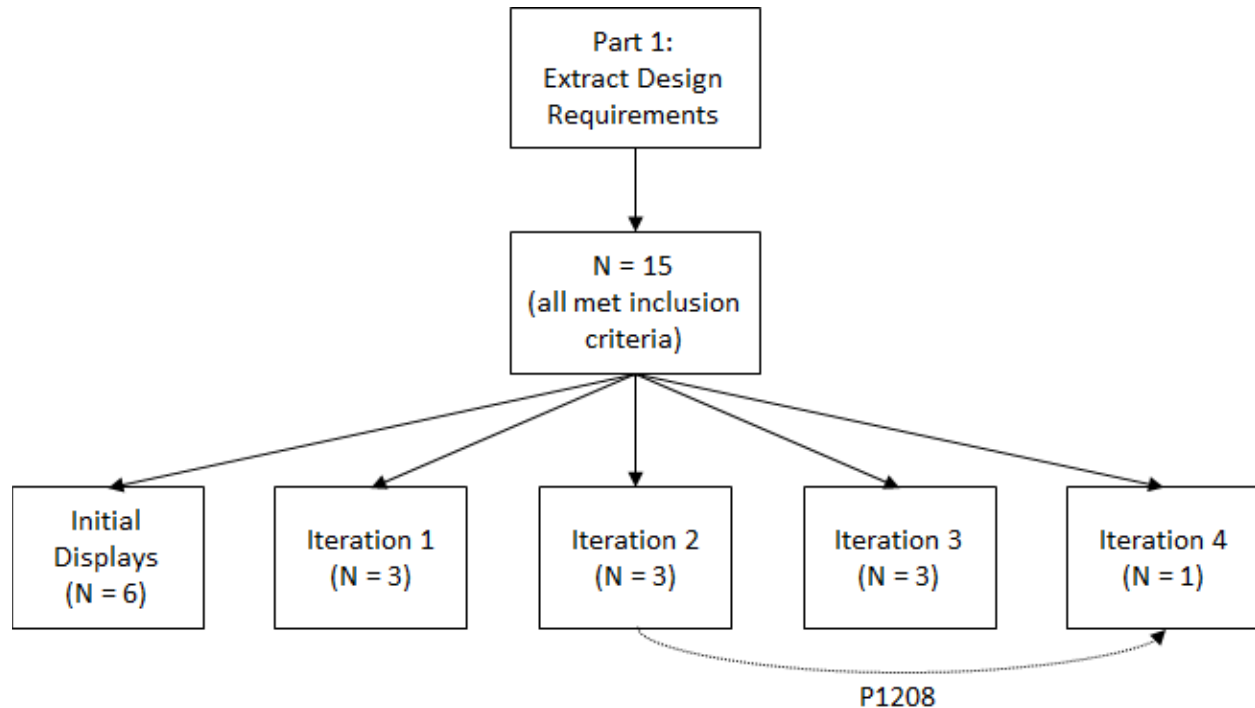 Part 1:
Extract Design
Requirements
N = 15
(all met inclusion
criteria)
Initial
Displays
(N = 6)
Iteration 1
(N = 3)
Iteration 2
(N = 3)
Iteration 3
(N = 3)
Iteration 4
(N = 1)
P1208